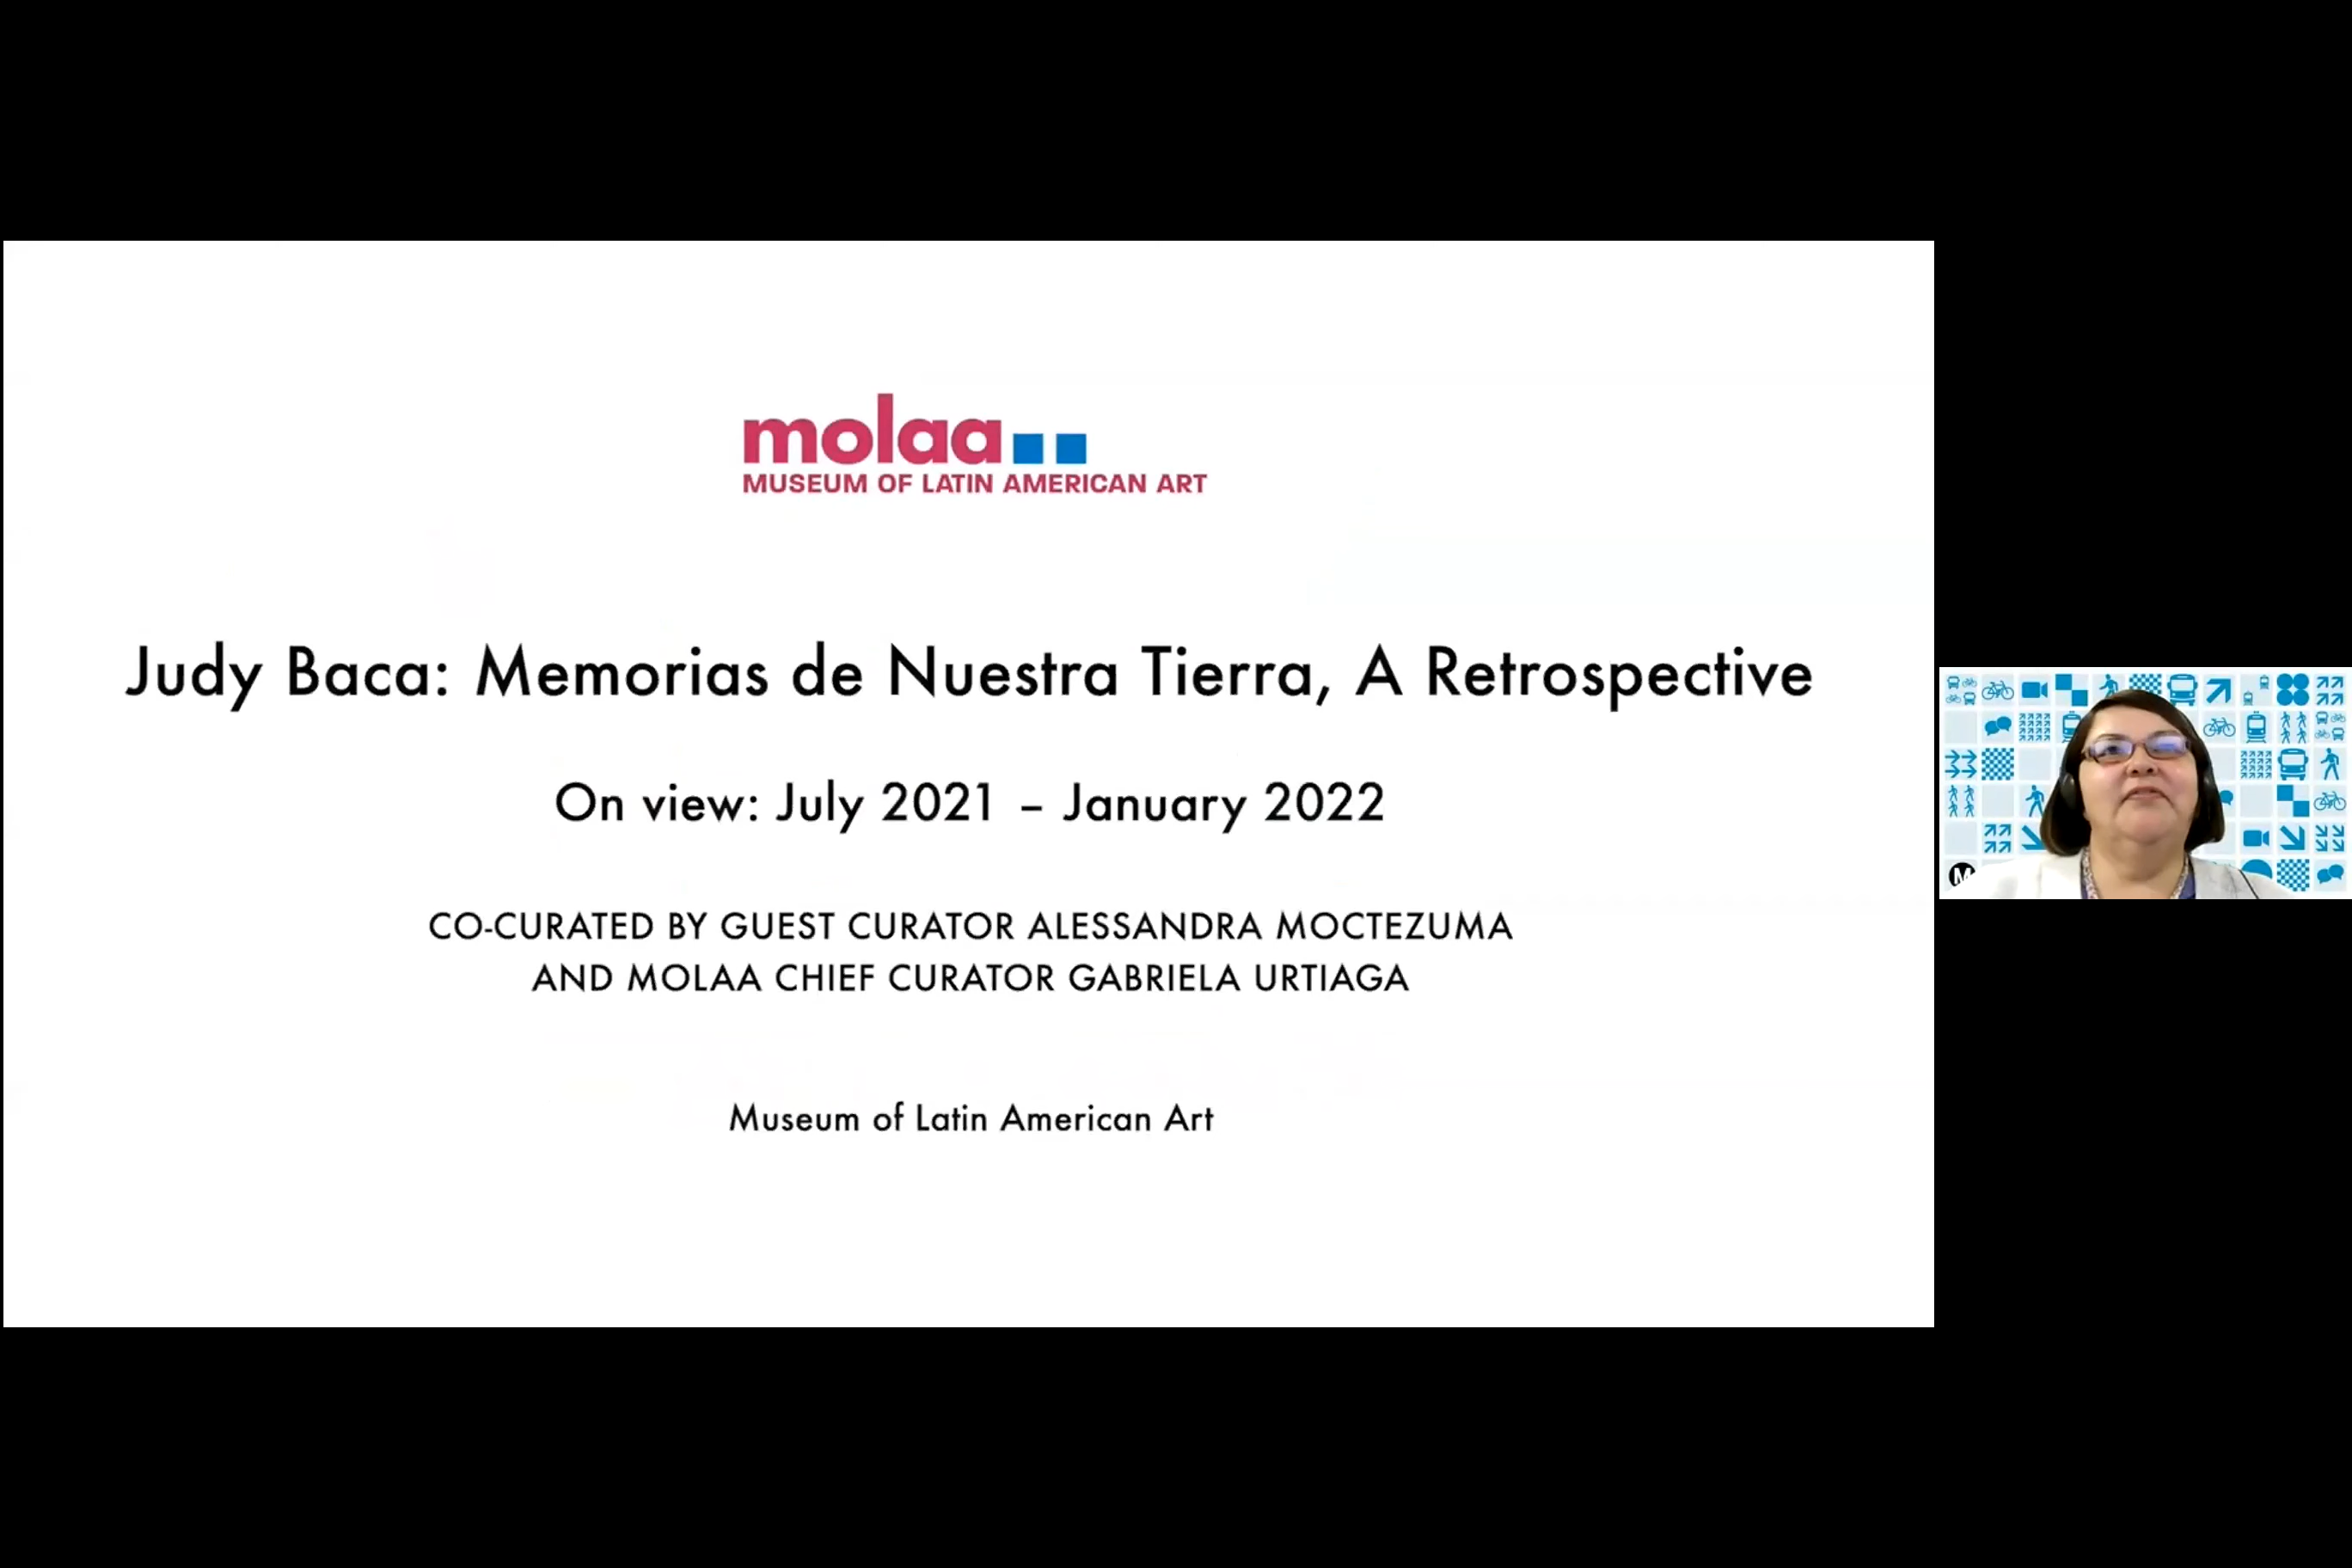 molaa
MUSEUM OF LATIN AMERICAN ART
Judy Baca: Memorias de Nuestra Tierra, A Retrospective
On view: July 2021 – January 2022
CO-CURATED BY GUEST CURATOR ALESSANDRA MOCTEZUMA
AND MOLAA CHIEF CURATOR GABRIELA URTIAGA
Museum of Latin American Art
M